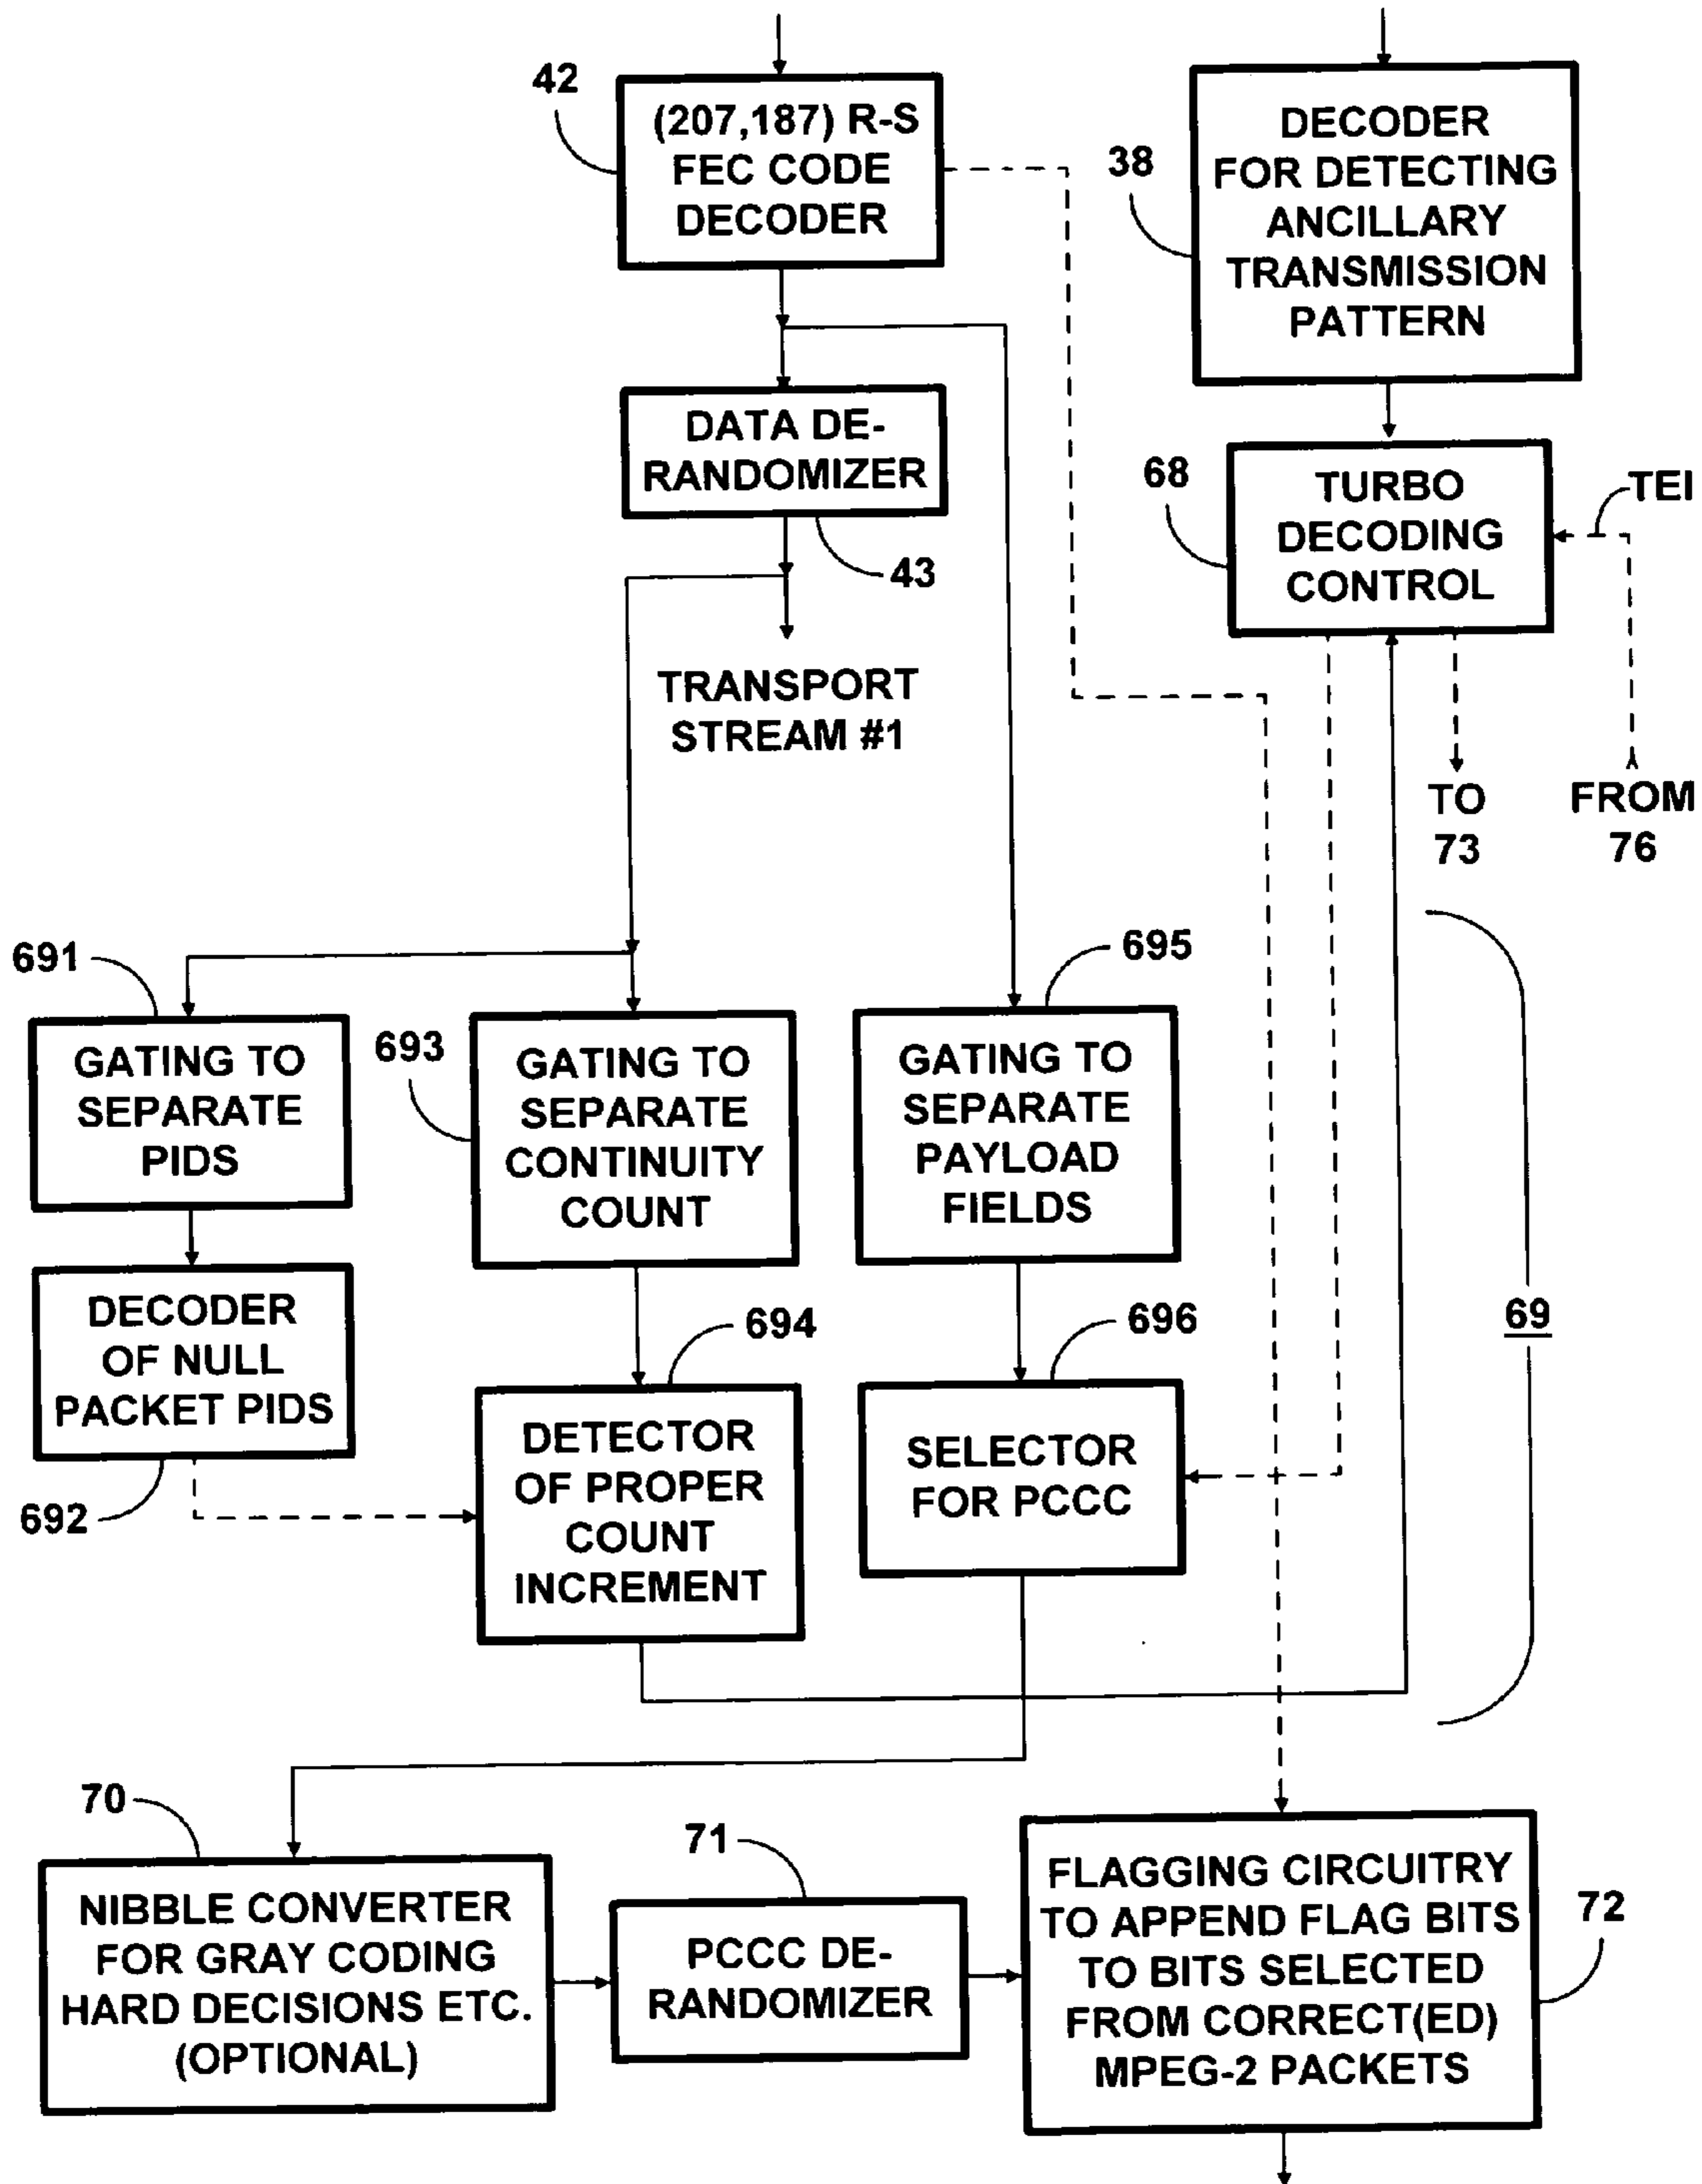 42
(207,187) R-S
FEC CODE
DECODER
38
DECODER
FOR DETECTING
ANCILLARY
TRANSMISSION
PATTERN
DATA DE-
RANDOMIZER
43
68
TURBO
DECODING
CONTROL
TEI
TRANSPORT
STREAM #1
TO
73
FROM
76
691
GATING TO
SEPARATE
PIDS
693
GATING TO
SEPARATE
CONTINUITY
COUNT
695
GATING TO
SEPARATE
PAYLOAD
FIELDS
DECODER
OF NULL
PACKET PIDS
692
694
DETECTOR
OF PROPER
COUNT
INCREMENT
696
SELECTOR
FOR PCCC
69
70
NIBBLE CONVERTER
FOR GRAY CODING
HARD DECISIONS ETC.
(OPTIONAL)
71
PCCC DE-
RANDOMIZER
FLAGGING CIRCUITRY
TO APPEND FLAG BITS
TO BITS SELECTED
FROM CORRECT(ED)
MPEG-2 PACKETS
72